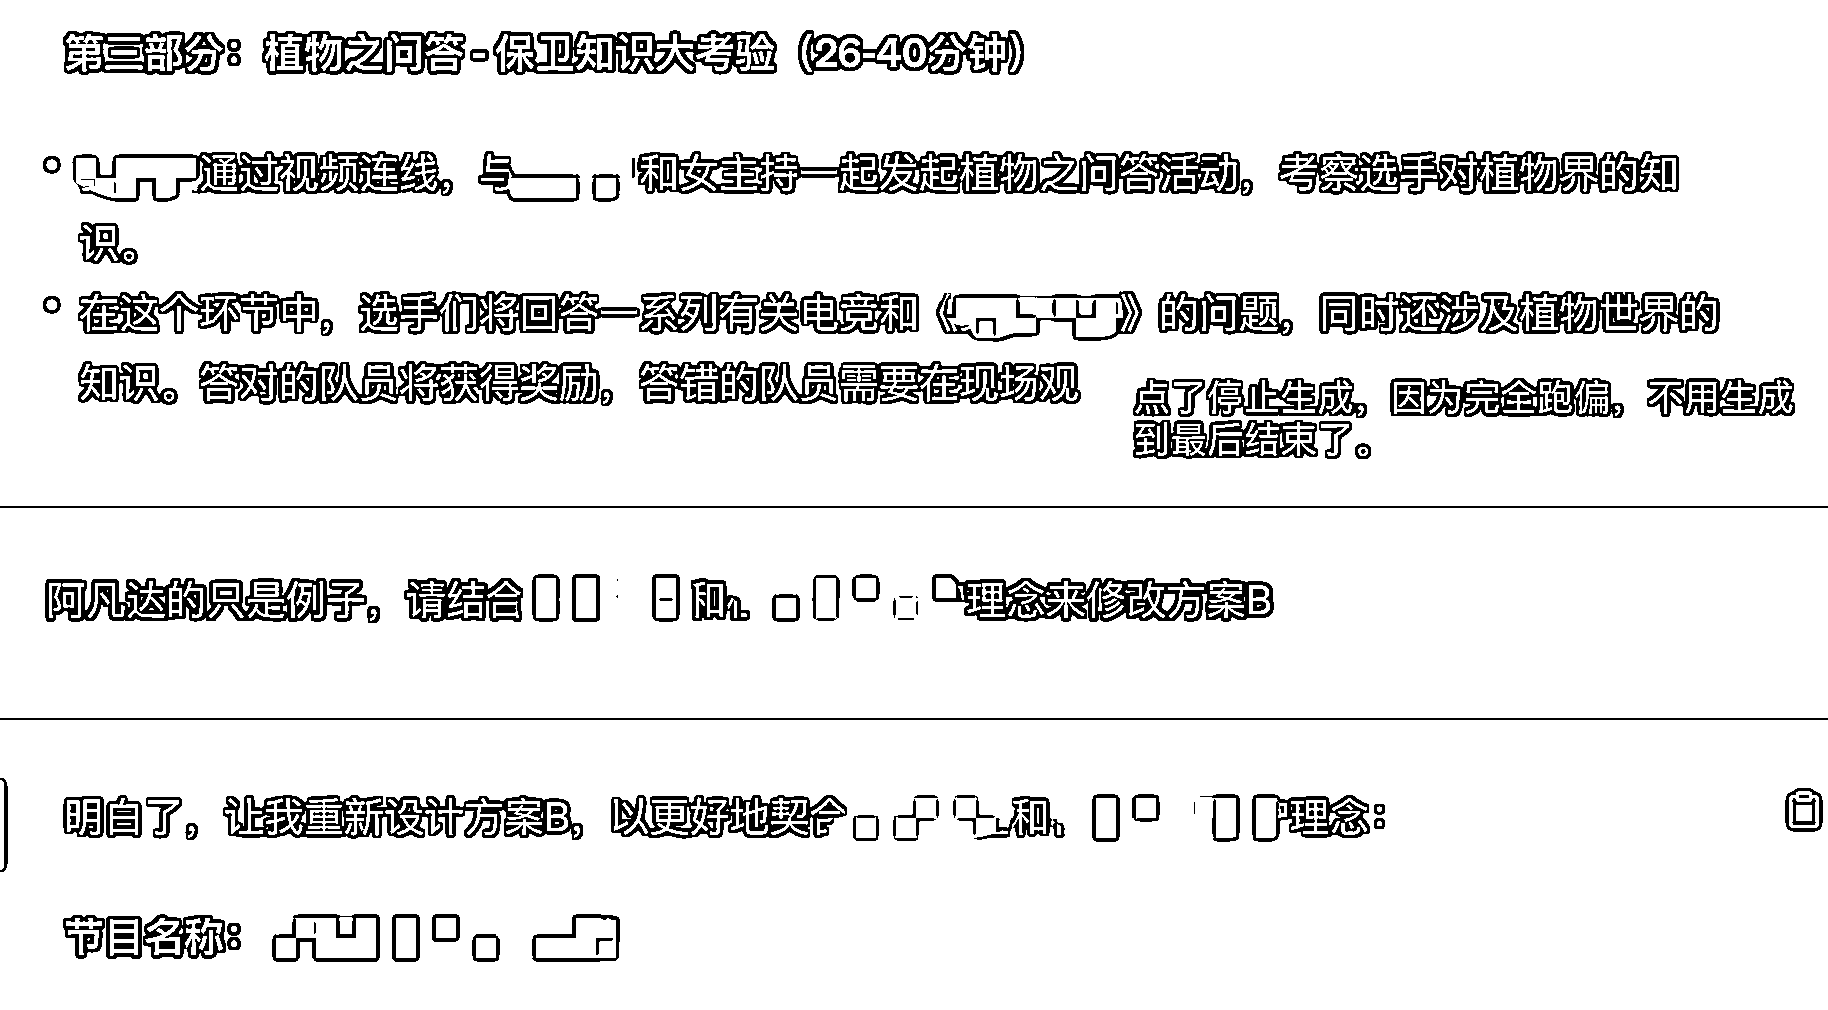 第三部分：植物之问答 - 保卫知识大考验（26-40分钟）
通过视频连线，与 和女主持一起发起植物之问答活动，考察选手对植物界的知
识。
在这个环节中，选手们将回答一系列有关电竞和《 》的问题，同时还涉及植物世界的
知识。答对的队员将获得奖励，答错的队员需要在现场观
点了停止生成，因为完全跑偏，不用生成
到最后结束了。
阿凡达的只是例子，请结合 和 理念来修改方案B
明白了，让我重新设计方案B，以更好地契合 和 理念：
节目名称：